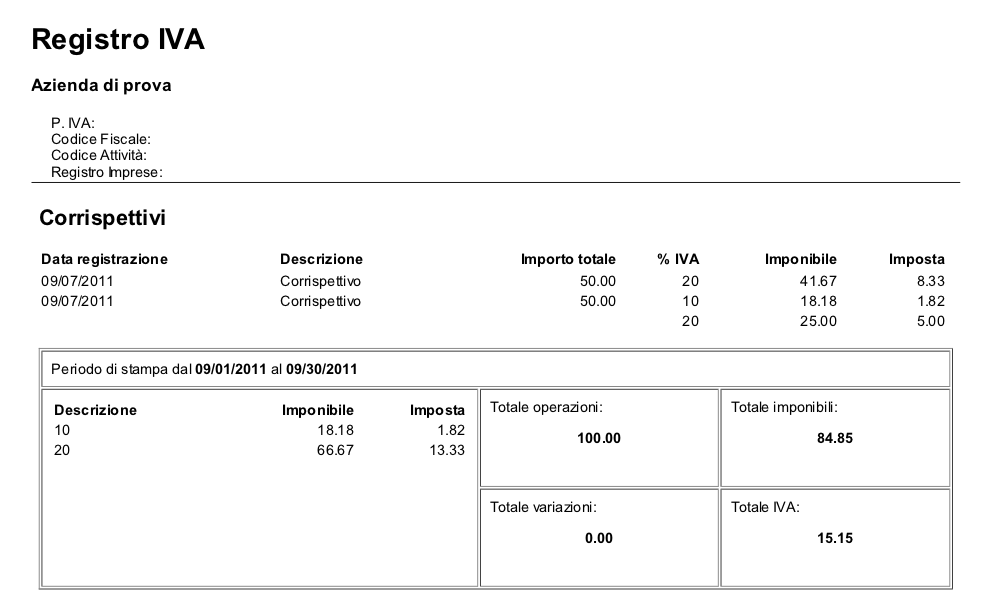 Registro IVA
Azienda di prova
P. IVA:
Codice Fiscale:
Codice Attività:
Registro Imprese:
Corrispettivi
Data registrazione Descrizione Importo totale % IVA Imponibile Imposta
09/07/2011 Corrispettivo 50.00 20 41.67 8.33
09/07/2011 Corrispettivo 50.00 10 18.18 1.82
20 25.00 5.00
Periodo di stampa dal 09/01/2011 al 09/30/2011
Descrizione Imponibile Imposta
10 18.18 1.82
20 66.67 13.33
Totale operazioni:
100.00
Totale imponibili:
84.85
Totale variazioni:
0.00
Totale IVA:
15.15